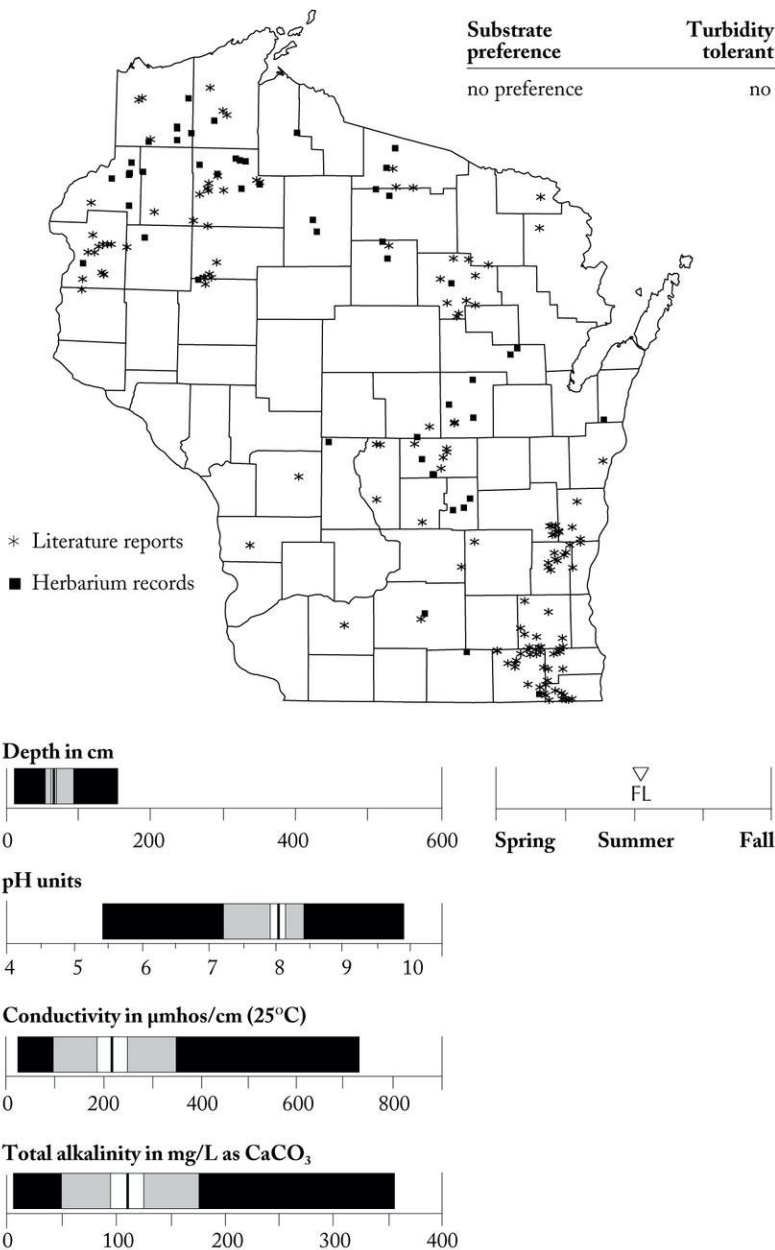 Substrate preference Turbidity tolerant
no preference no
Literature reports
Herbarium records
Depth in cm
0 200 400 600
FL
Spring Summer Fall
pH units
4 5 6 7 8 9 10
Conductivity in µmhos/cm (25°C)
0 200 400 600 800
Total alkalinity in mg/L as CaCO₃
0 100 200 300 400